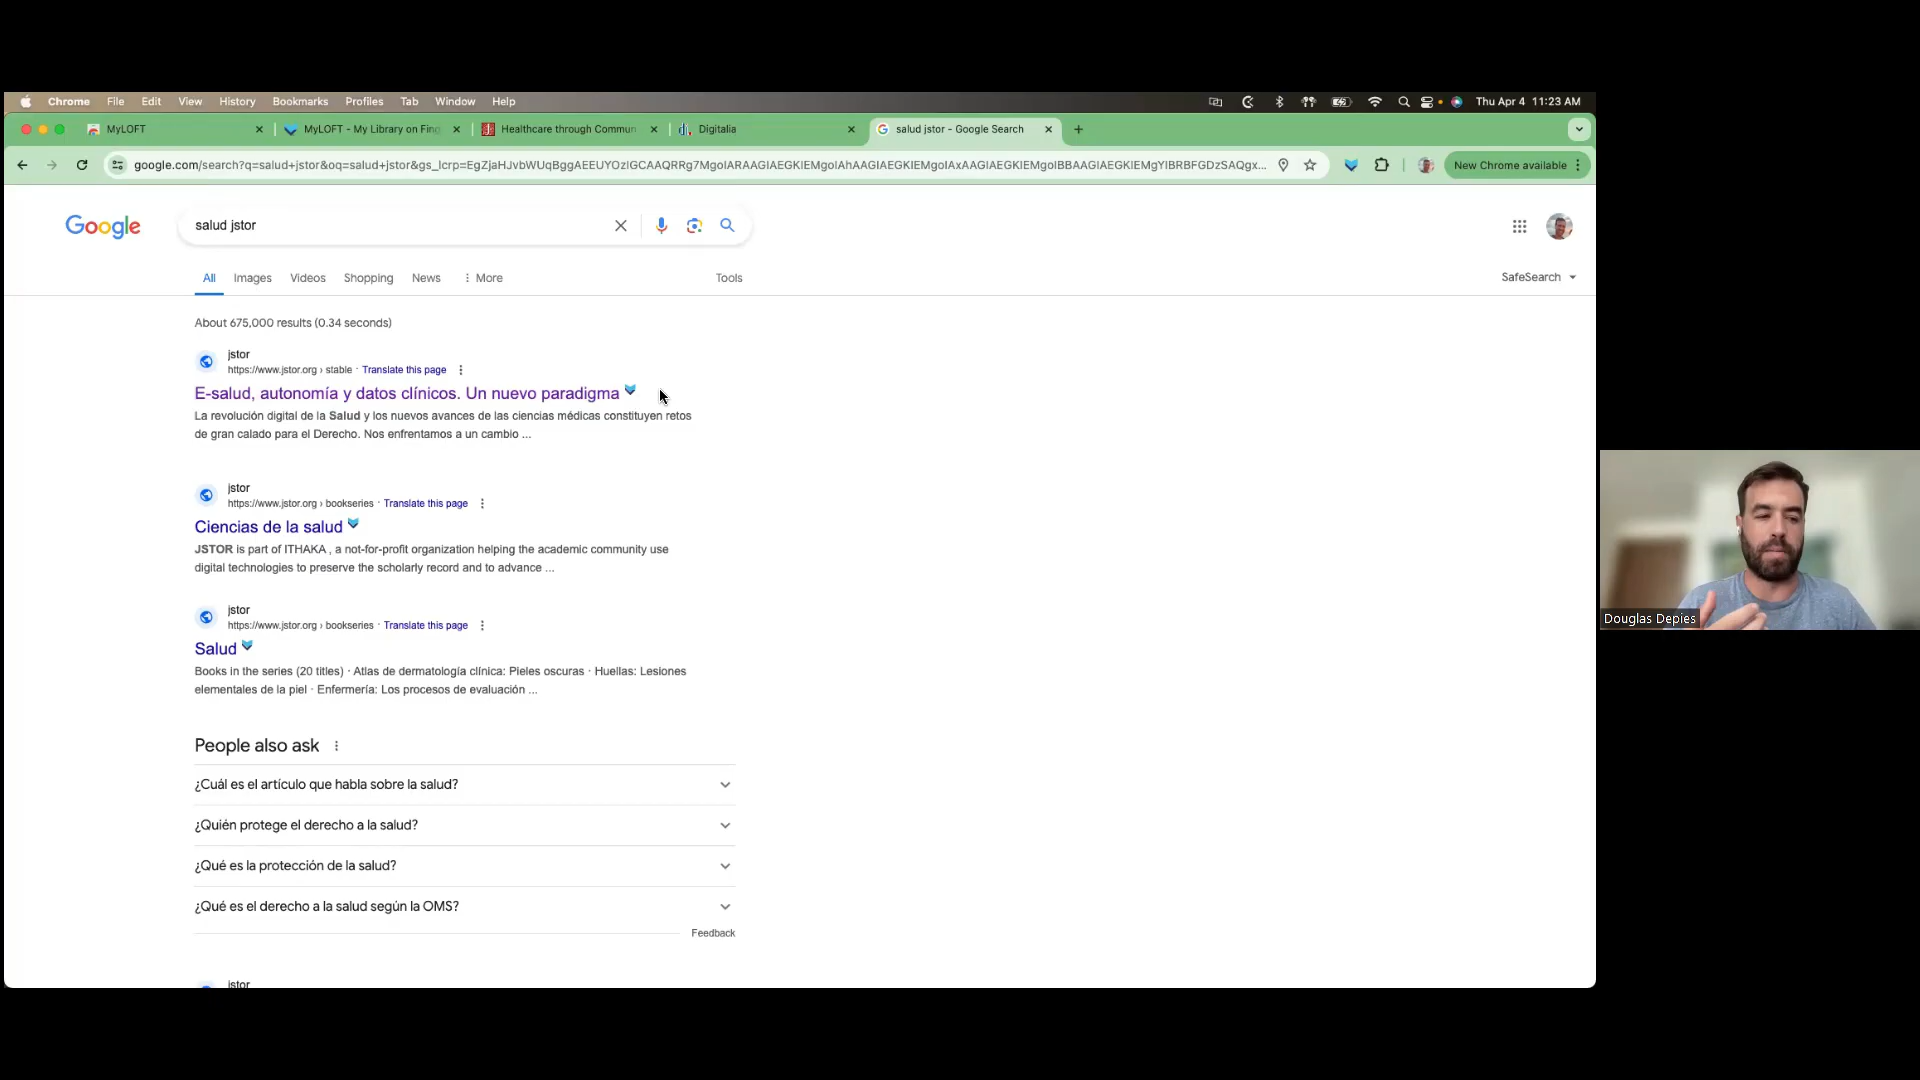 Chrome File Edit View History Bookmarks Profiles Tab Window Help Thu Apr 4 11:23 AM
MyLOFT MyLOFT - My Library on Fing Healthcare through Commun Digitalia salud jstor - Google Search
google.com/search?q=salud+jstor&oq=salud+jstor&gs_lcrp= New Chrome available
Google salud jstor
All Images Videos Shopping News More Tools SafeSearch
About 675,000 results (0.34 seconds)
jstor
https://www.jstor.org › stable · Translate this page
E-salud, autonomía y datos clínicos. Un nuevo paradigma
La revolución digital de la Salud y los nuevos avances de las ciencias médicas constituyen retos
de gran calado para el Derecho. Nos enfrentamos a un cambio ...
jstor
https://www.jstor.org › bookseries · Translate this page
Ciencias de la salud
JSTOR is part of ITHAKA , a not-for-profit organization helping the academic community use
digital technologies to preserve the scholarly record and to advance ...
jstor
https://www.jstor.org › bookseries · Translate this page
Salud
Books in the series (20 titles) · Atlas de dermatología clínica: Pieles oscuras · Huellas: Lesiones
elementales de la piel · Enfermería: Los procesos de evaluación ...
People also ask
¿Cuál es el artículo que habla sobre la salud?
¿Quién protege el derecho a la salud?
¿Qué es la protección de la salud?
¿Qué es el derecho a la salud según la OMS?
Feedback
jstor
Douglas Depies